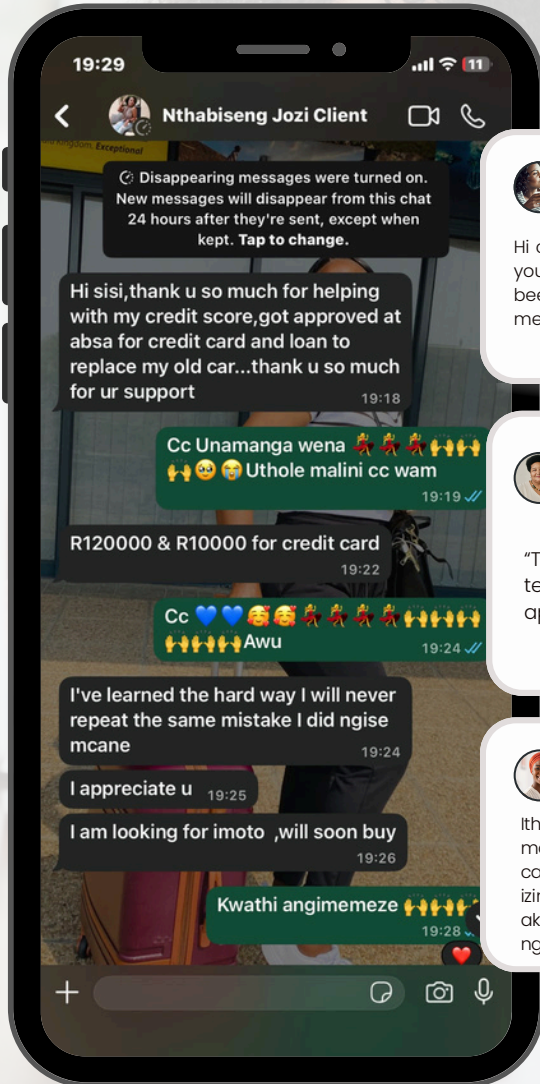 19:29
11
Nthabiseng Jozi Client
Kingdom. Exceptional
Disappearing messages were turned on.
New messages will disappear from this chat
24 hours after they're sent, except when
kept. Tap to change.
Hi sisi,thank u so much for helping
with my credit score,got approved at
absa for credit card and loan to
replace my old car...thank u so much
for ur support
19:18
Cc Unamanga wena 💃💃💃🙌🙌
🙌🥹😭Uthole malini cc wam
19:19
R120000 & R10000 for credit card
19:22
Cc 💙💙🥰🥰💃💃💃💃🙌🙌🙌
🙌🙌🙌Awu
19:24
I've learned the hard way I will never
repeat the same mistake I did ngise
mcane
19:24
I appreciate u
19:25
I am looking for imoto ,will soon buy
19:26
Kwathi angimemeze 🙌🙌🙌
19:28
❤️
Hi
you
bee
me
“T
te
ap
Ith
ma
ca
izin
ak
ng